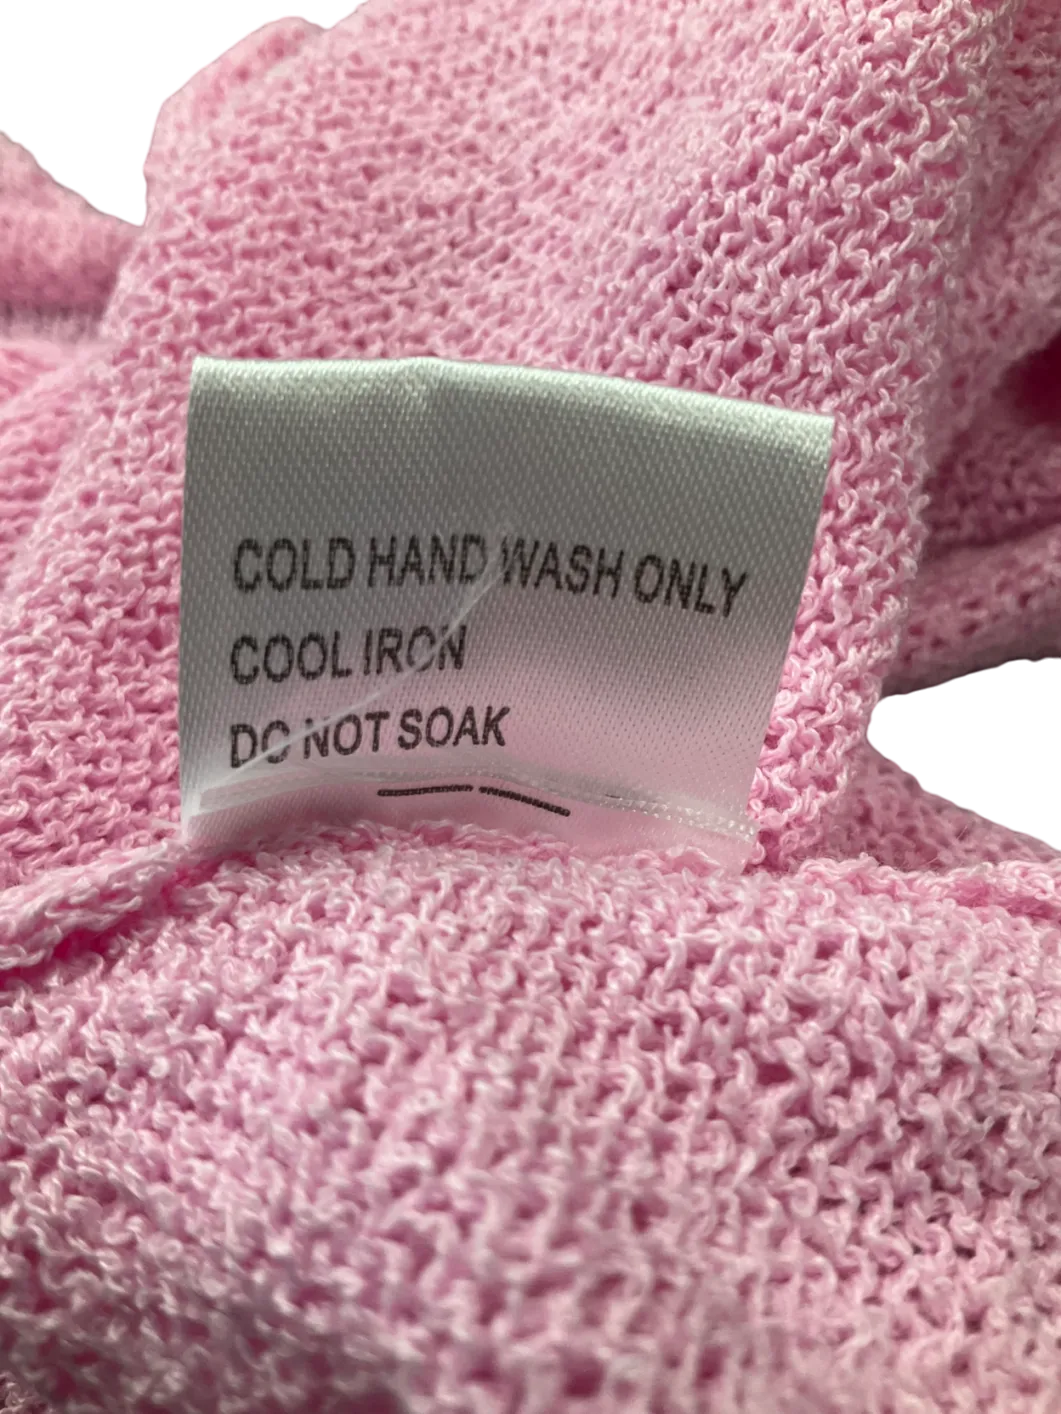 COLD HAND WASH ONLY
COOL IRON
DO NOT SOAK